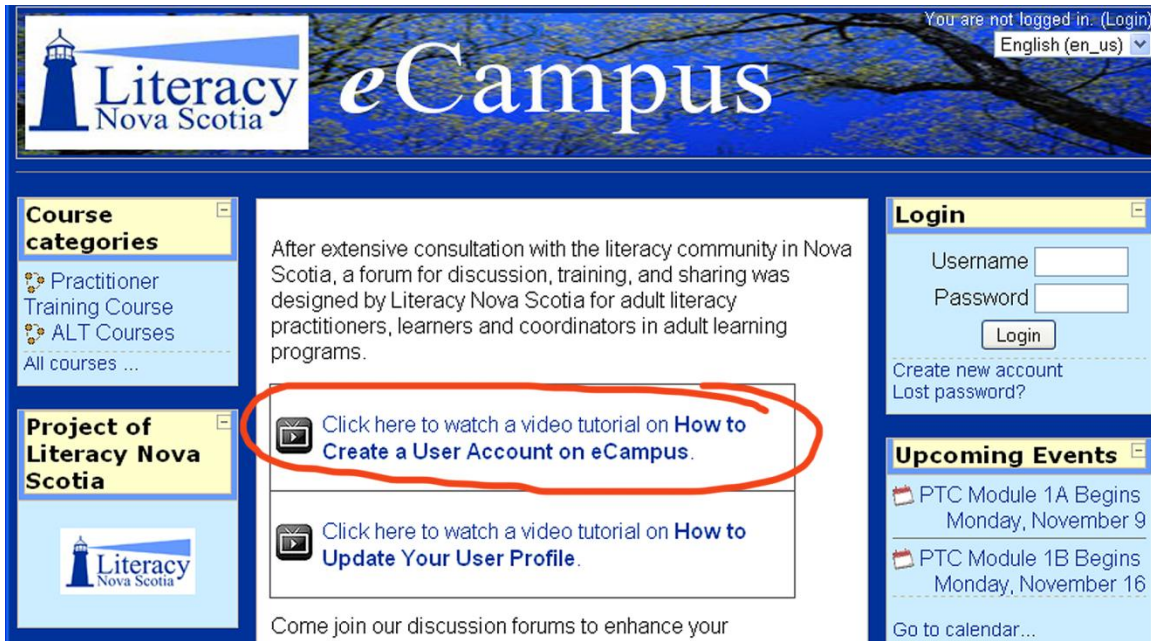 You are not logged in. (Login)
English (en_us)
Literacy
Nova Scotia
eCampus
Course
categories
Practitioner
Training Course
ALT Courses
All courses ...
Project of
Literacy Nova
Scotia
Literacy
Nova Scotia
After extensive consultation with the literacy community in Nova
Scotia, a forum for discussion, training, and sharing was
designed by Literacy Nova Scotia for adult literacy
practitioners, learners and coordinators in adult learning
programs.
Click here to watch a video tutorial on How to
Create a User Account on eCampus.
Click here to watch a video tutorial on How to
Update Your User Profile.
Come join our discussion forums to enhance your
Login
Username
Password
Login
Create new account
Lost password?
Upcoming Events
PTC Module 1A Begins
Monday, November 9
PTC Module 1B Begins
Monday, November 16
Go to calendar...